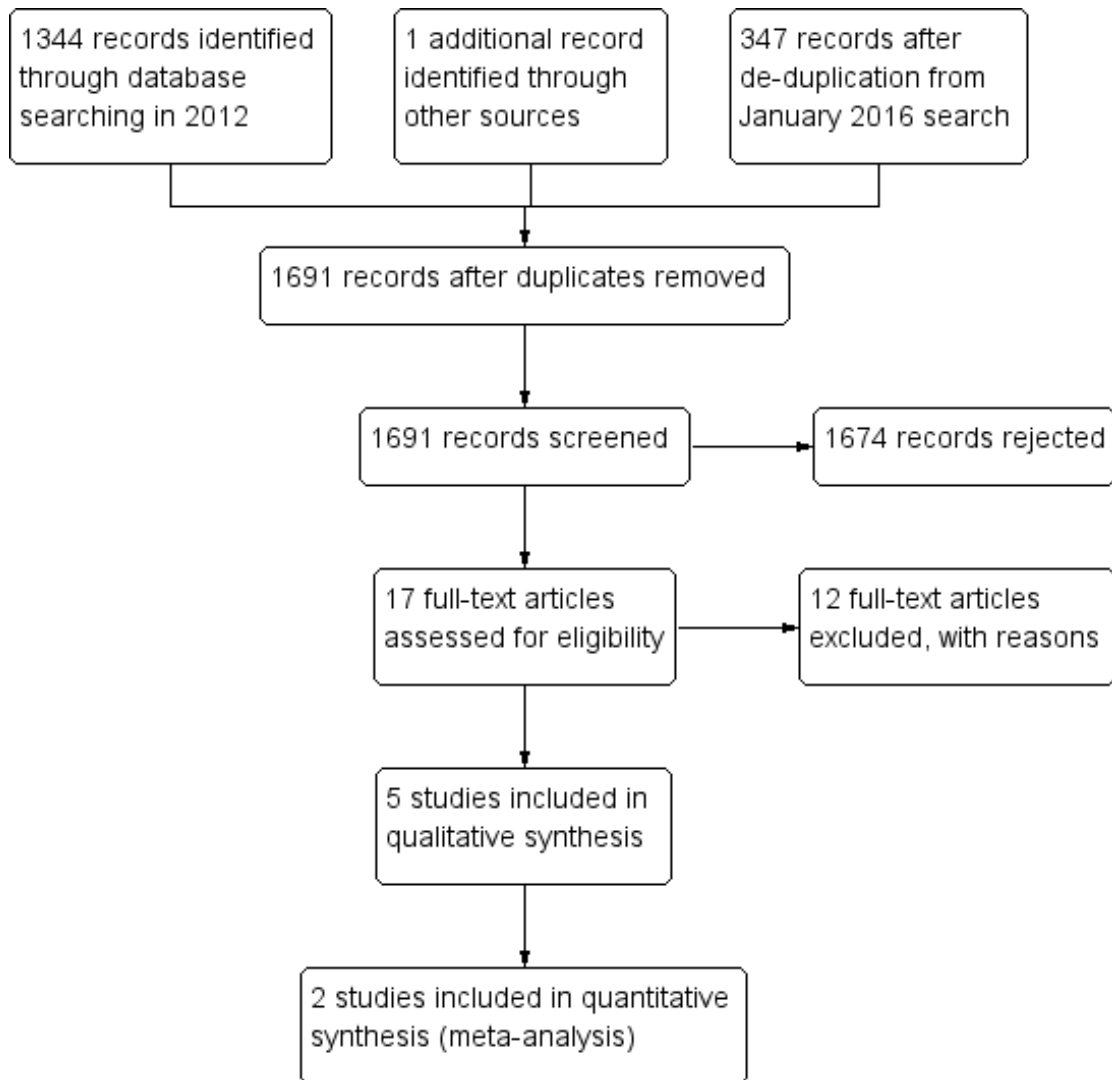 1344 records identified
through database
searching in 2012
1 additional record
identified through
other sources
347 records after
de-duplication from
January 2016 search
1691 records after duplicates removed
1691 records screened
1674 records rejected
17 full-text articles
assessed for eligibility
12 full-text articles
excluded, with reasons
5 studies included in
qualitative synthesis
2 studies included in quantitative
synthesis (meta-analysis)